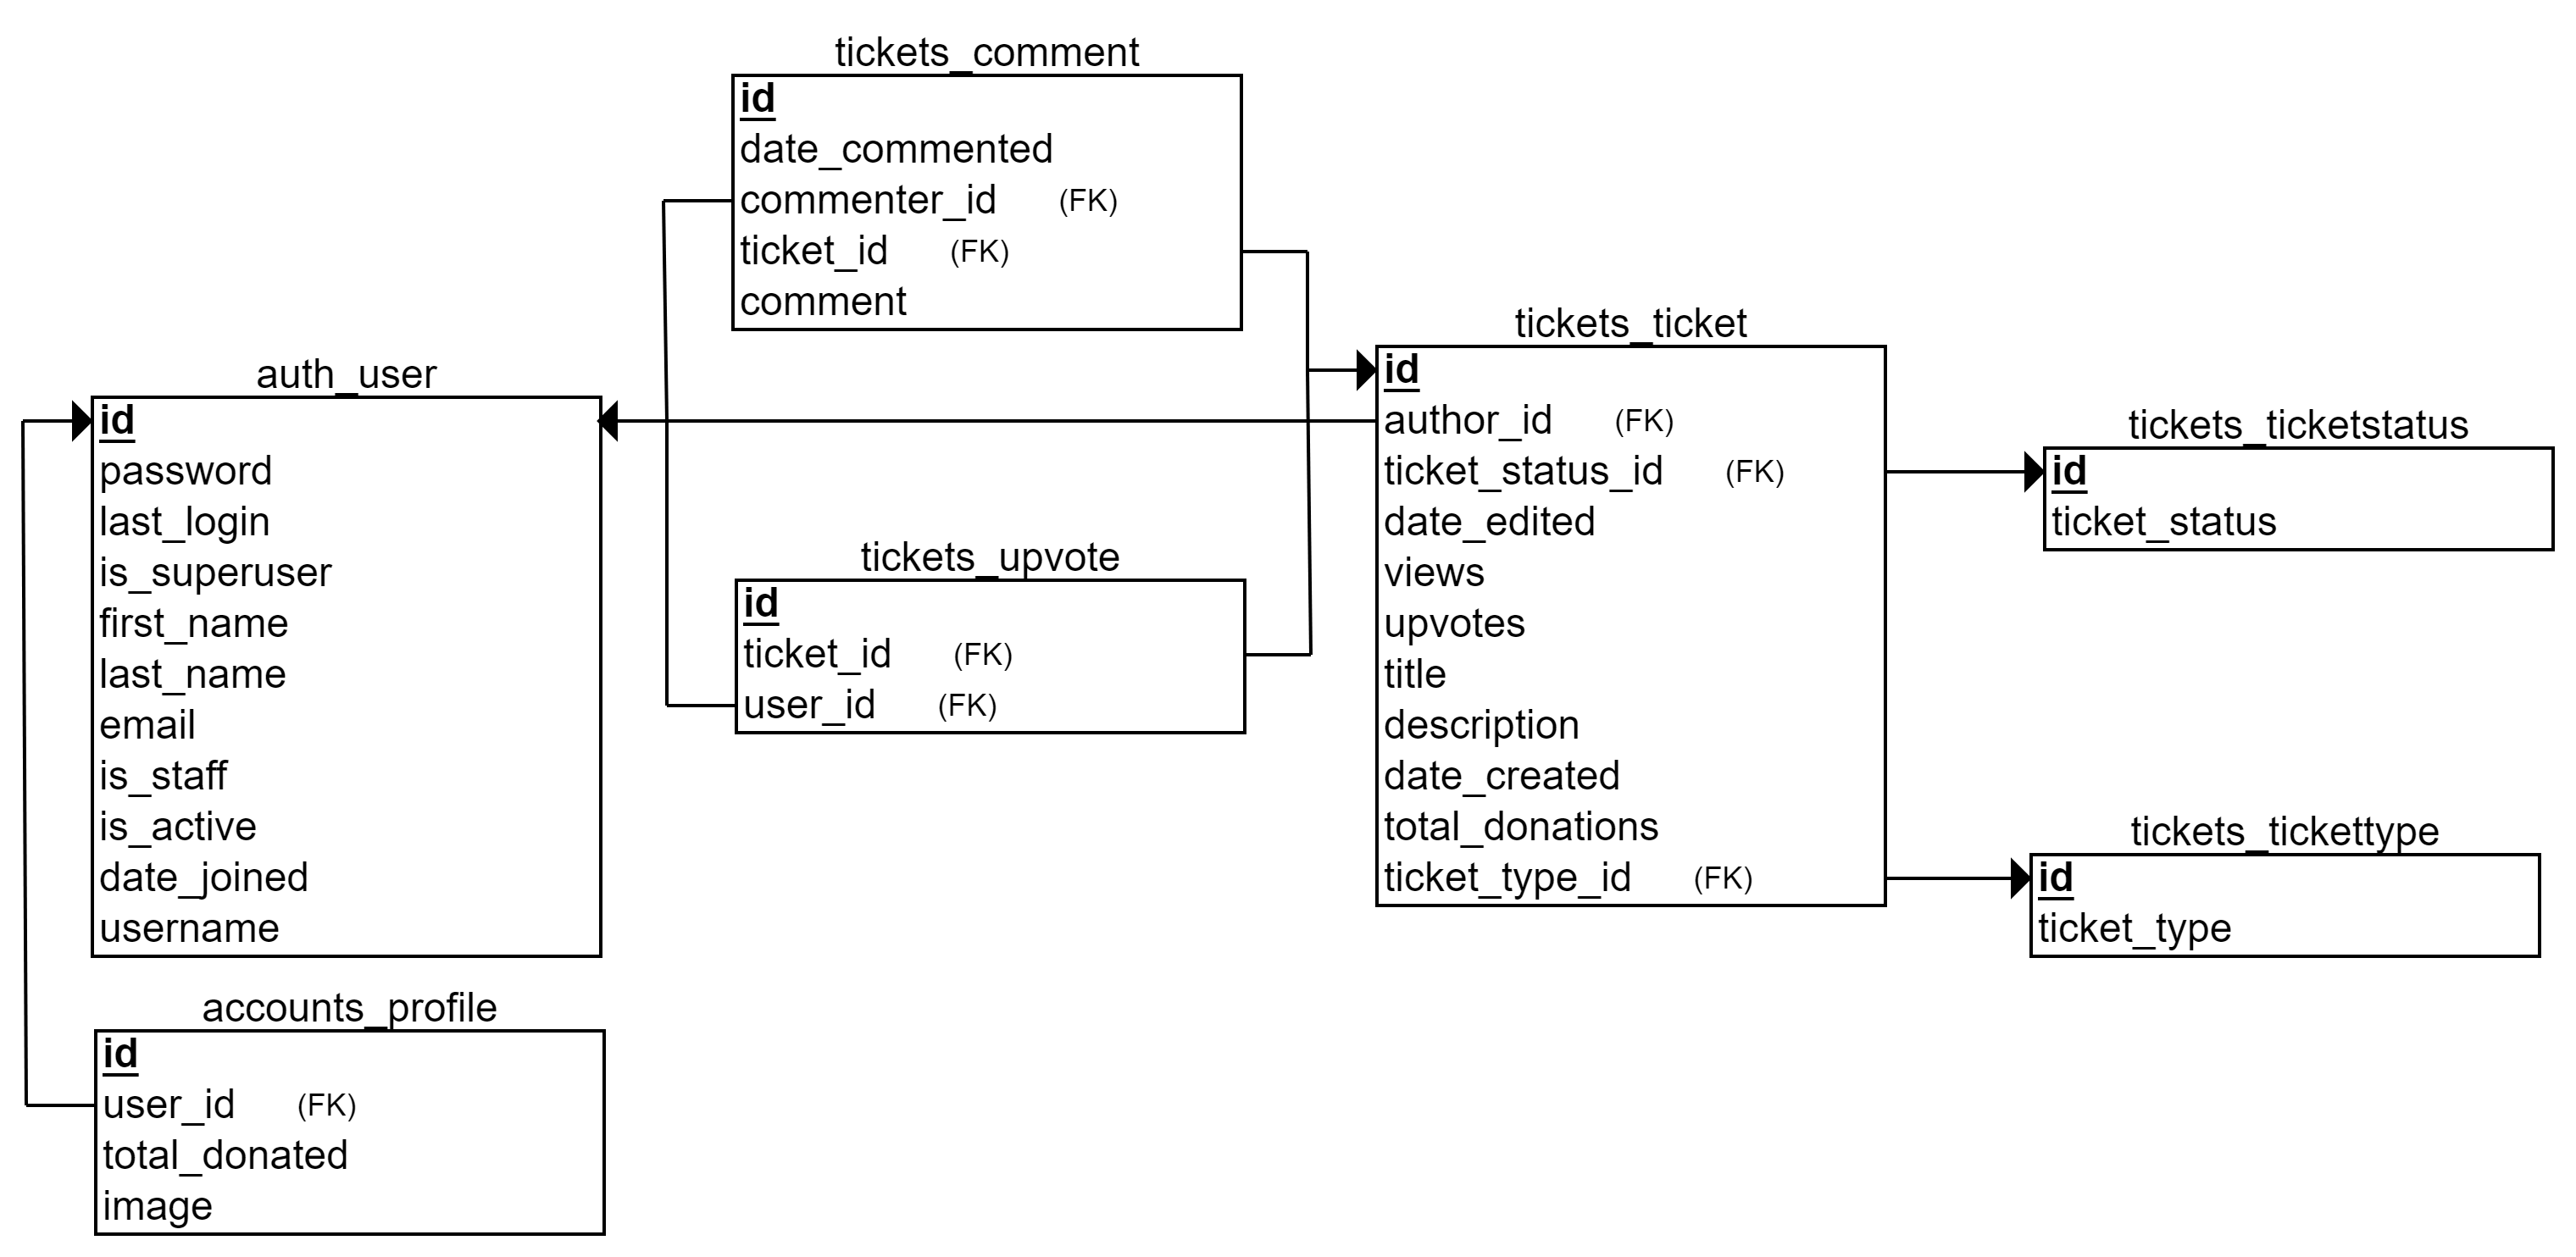 tickets_comment
id
date_commented
commenter_id (FK)
ticket_id (FK)
comment
auth_user
id
password
last_login
is_superuser
first_name
last_name
email
is_staff
is_active
date_joined
username
tickets_upvote
id
ticket_id (FK)
user_id (FK)
tickets_ticket
id
author_id (FK)
ticket_status_id (FK)
date_edited
views
upvotes
title
description
date_created
total_donations
ticket_type_id (FK)
tickets_ticketstatus
id
ticket_status
tickets_tickettype
id
ticket_type
accounts_profile
id
user_id (FK)
total_donated
image